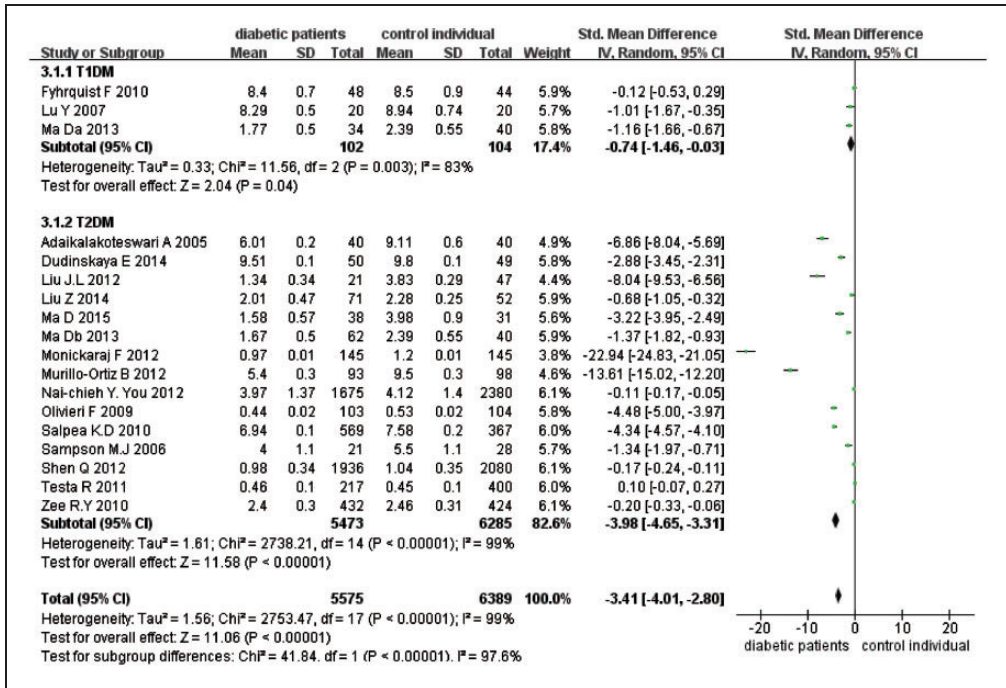 diabetic patients control individual Std. Mean Difference Std. Mean Difference
Study or Subgroup Mean SD Total Mean SD Total Weight IV, Random, 95% CI IV, Random, 95% CI
3.1.1 T1DM
Fyhrquist F 2010 8.4 0.7 48 8.5 0.9 44 5.9% -0.12 [-0.53, 0.29]
Lu Y 2007 8.29 0.5 20 8.94 0.74 20 5.7% -1.01 [-1.67, -0.35]
Ma Da 2013 1.77 0.5 34 2.39 0.55 40 5.8% -1.16 [-1.66, -0.67]
Subtotal (95% CI) 102 104 17.4% -0.74 [-1.46, -0.03]
Heterogeneity: Tau² = 0.33; Chi² = 11.56, df = 2 (P = 0.003); I² = 83%
Test for overall effect: Z = 2.04 (P = 0.04)
3.1.2 T2DM
Adaikalakoteswari A 2005 6.01 0.2 40 9.11 0.6 40 4.9% -6.86 [-8.04, -5.69]
Dudinskaya E 2014 9.51 0.1 50 9.8 0.1 49 5.8% -2.88 [-3.45, -2.31]
Liu J.L 2012 1.34 0.34 21 3.83 0.29 47 4.4% -8.04 [-9.53, -6.56]
Liu Z 2014 2.01 0.47 71 2.28 0.25 52 5.9% -0.68 [-1.05, -0.32]
Ma D 2015 1.58 0.57 38 3.98 0.9 31 5.6% -3.22 [-3.95, -2.49]
Ma Db 2013 1.67 0.5 62 2.39 0.55 40 5.9% -1.37 [-1.82, -0.93]
Monickaraj F 2012 0.97 0.01 145 1.2 0.01 145 3.8% -22.94 [-24.83, -21.05]
Murillo-Ortiz B 2012 5.4 0.3 93 9.5 0.3 98 4.6% -13.61 [-15.02, -12.20]
Nai-chieh Y. You 2012 3.97 1.37 1675 4.12 1.4 2380 6.0% -0.11 [-0.17, -0.05]
Olivieri F 2009 0.44 0.02 103 0.53 0.02 104 5.8% -4.48 [-5.00, -3.97]
Salpea K.D 2010 6.94 0.1 569 7.58 0.2 367 6.0% -4.34 [-4.57, -4.10]
Sampson M.J 2006 4 1.1 21 5.5 1.1 28 5.7% -1.34 [-1.97, -0.71]
Shen Q 2012 0.98 0.34 1936 1.04 0.35 2080 6.0% -0.17 [-0.24, -0.11]
Testa R 2011 0.46 0.1 217 0.45 0.1 400 6.0% 0.10 [-0.07, 0.27]
Zee R.Y 2010 2.4 0.3 432 2.46 0.31 424 6.0% -0.20 [-0.33, -0.06]
Subtotal (95% CI) 5473 6285 82.6% -3.98 [-4.65, -3.31]
Heterogeneity: Tau² = 1.61; Chi² = 2738.21, df = 14 (P < 0.00001); I² = 99%
Test for overall effect: Z = 11.58 (P < 0.00001)
Total (95% CI) 5575 6389 100.0% -3.41 [-4.01, -2.80]
Heterogeneity: Tau² = 1.56; Chi² = 2753.47, df = 17 (P < 0.00001); I² = 99%
Test for overall effect: Z = 11.06 (P < 0.00001)
Test for subgroup differences: Chi² = 41.84, df = 1 (P < 0.00001), I² = 97.6%
-20 -10 0 10 20
diabetic patients control individual